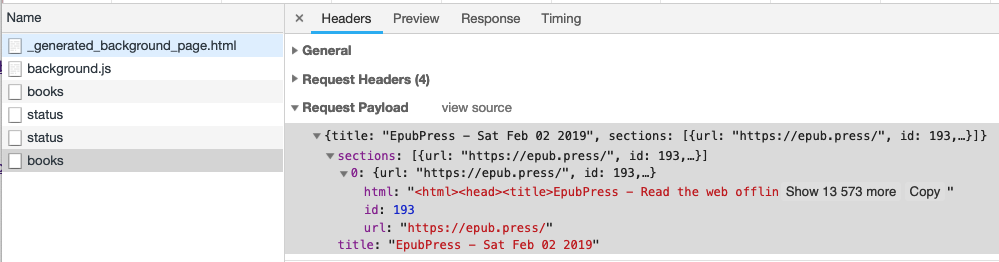 Name
_generated_background_page.html
background.js
books
status
status
books
× Headers Preview Response Timing
▸ General
▸ Request Headers (4)
▾ Request Payload view source
▾ {title: "EpubPress - Sat Feb 02 2019", sections: [{url: "https://epub.press/", id: 193,…}]}
▾ sections: [{url: "https://epub.press/", id: 193,…}]
▾ 0: {url: "https://epub.press/", id: 193,…}
html: "<html><head><title>EpubPress - Read the web offlin Show 13 573 more Copy "
id: 193
url: "https://epub.press/"
title: "EpubPress - Sat Feb 02 2019"